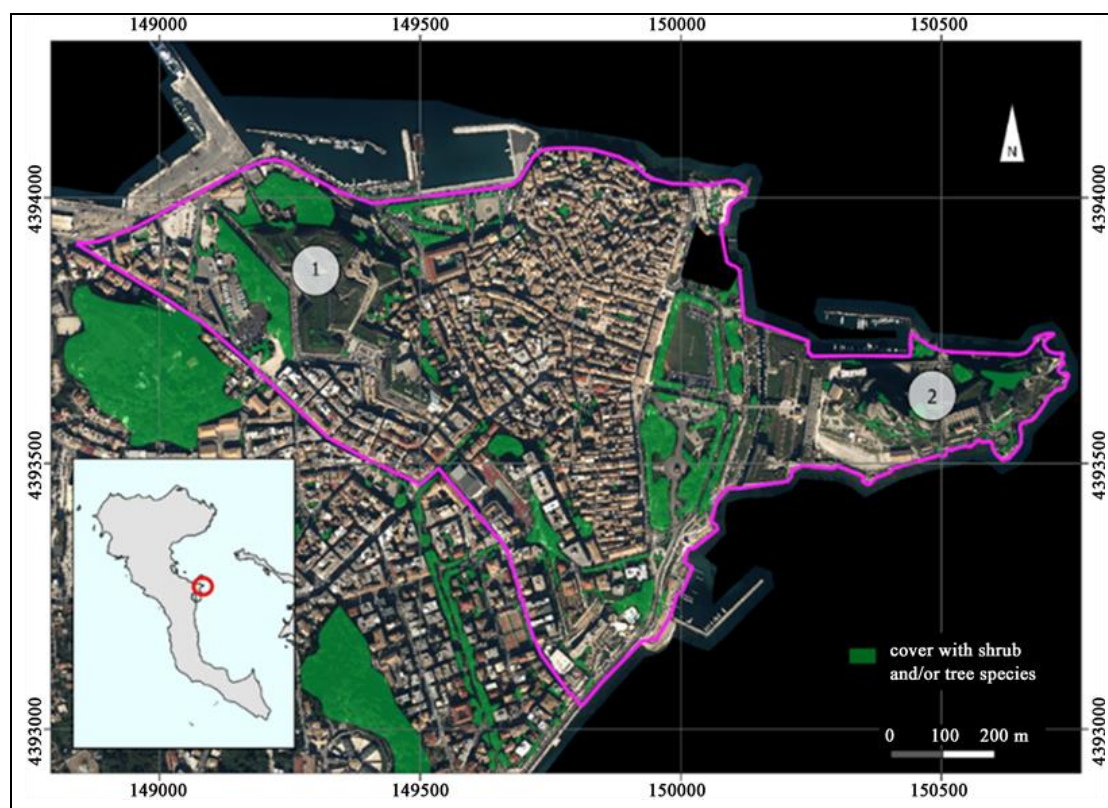 149000 149500 150000 150500
N
4394000 4394000
1
2
4393500 4393500
cover with shrub
and/or tree species
4393000 4393000
0 100 200 m
149000 149500 150000 150500